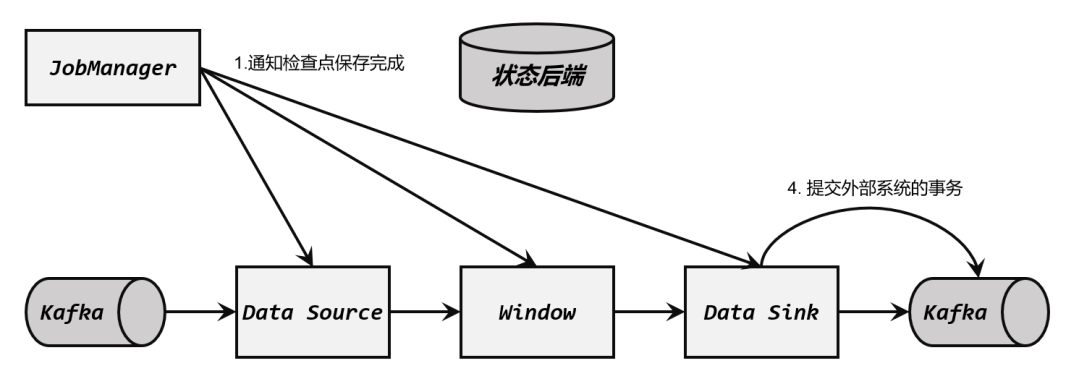 JobManager
1.通知检查点保存完成
状态后端
4. 提交外部系统的事务
Kafka
Data Source
Window
Data Sink
Kafka